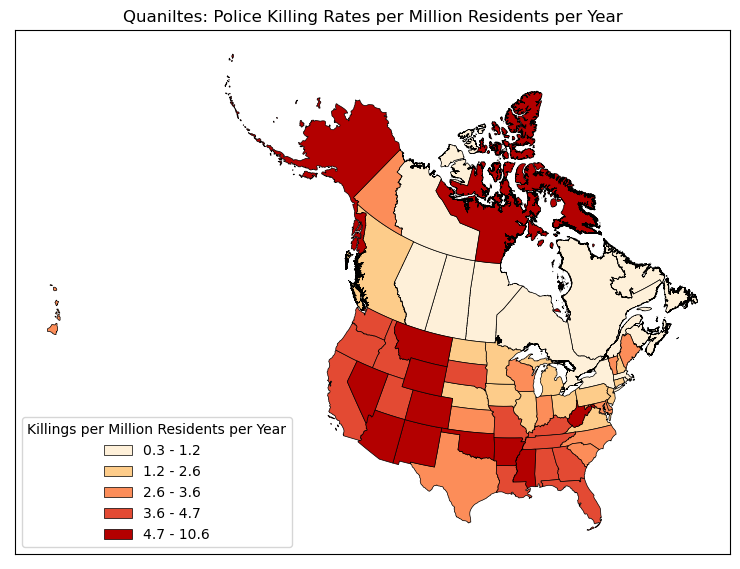 Quaniltes: Police Killing Rates per Million Residents per Year
Killings per Million Residents per Year
0.3 - 1.2
1.2 - 2.6
2.6 - 3.6
3.6 - 4.7
4.7 - 10.6